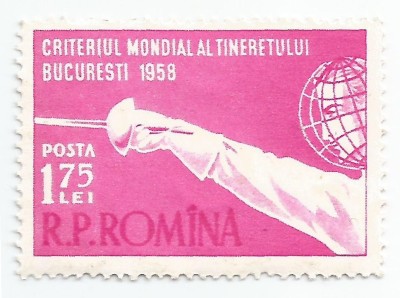 CRITERIUL MONDIAL AL TINERETULUI
BUCURESTI 1958
POSTA
1 75
LEI
R.P.ROMÎNA